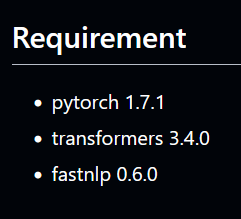 Requirement
• pytorch 1.7.1
• transformers 3.4.0
• fastnlp 0.6.0